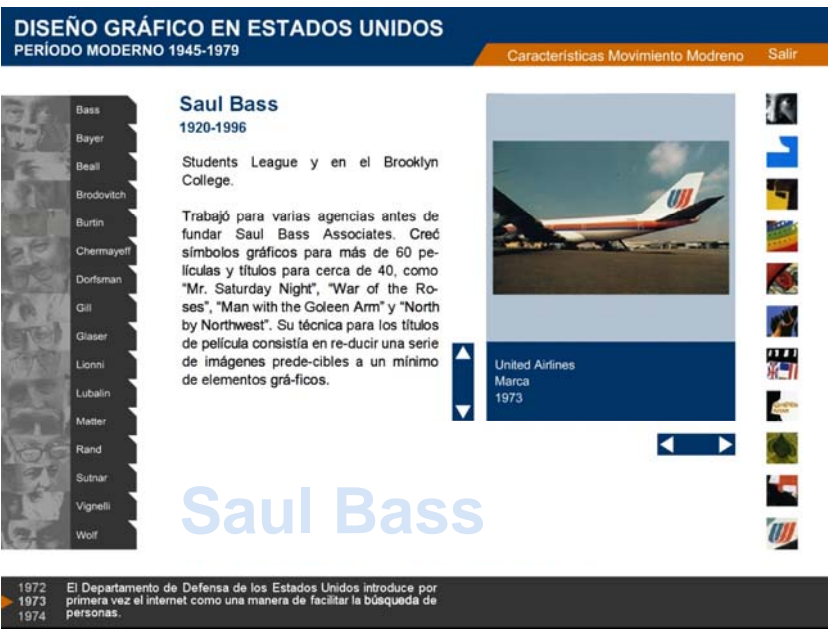 DISEÑO GRÁFICO EN ESTADOS UNIDOS
PERÍODO MODERNO 1945-1979
Características Movimiento Modreno
Salir
Bass
Bayer
Beall
Brodovitch
Burtin
Chermayeff
Dorfsman
Gill
Glaser
Lionni
Lubalin
Matter
Rand
Sutnar
Vignelli
Wolf
Saul Bass
1920-1996
Students League y en el Brooklyn
College.
Trabajó para varias agencias antes de
fundar Saul Bass Associates. Creó
símbolos gráficos para más de 60 pe-
lículas y títulos para cerca de 40, como
"Mr. Saturday Night", "War of the Ro-
ses", "Man with the Goleen Arm" y "North
by Northwest". Su técnica para los títulos
de película consistía en re-ducir una serie
de imágenes prede-cibles a un mínimo
de elementos grá-ficos.
United Airlines
Marca
1973
Saul Bass
1972
1973
1974
El Departamento de Defensa de los Estados Unidos introduce por
primera vez el internet como una manera de facilitar la búsqueda de
personas.